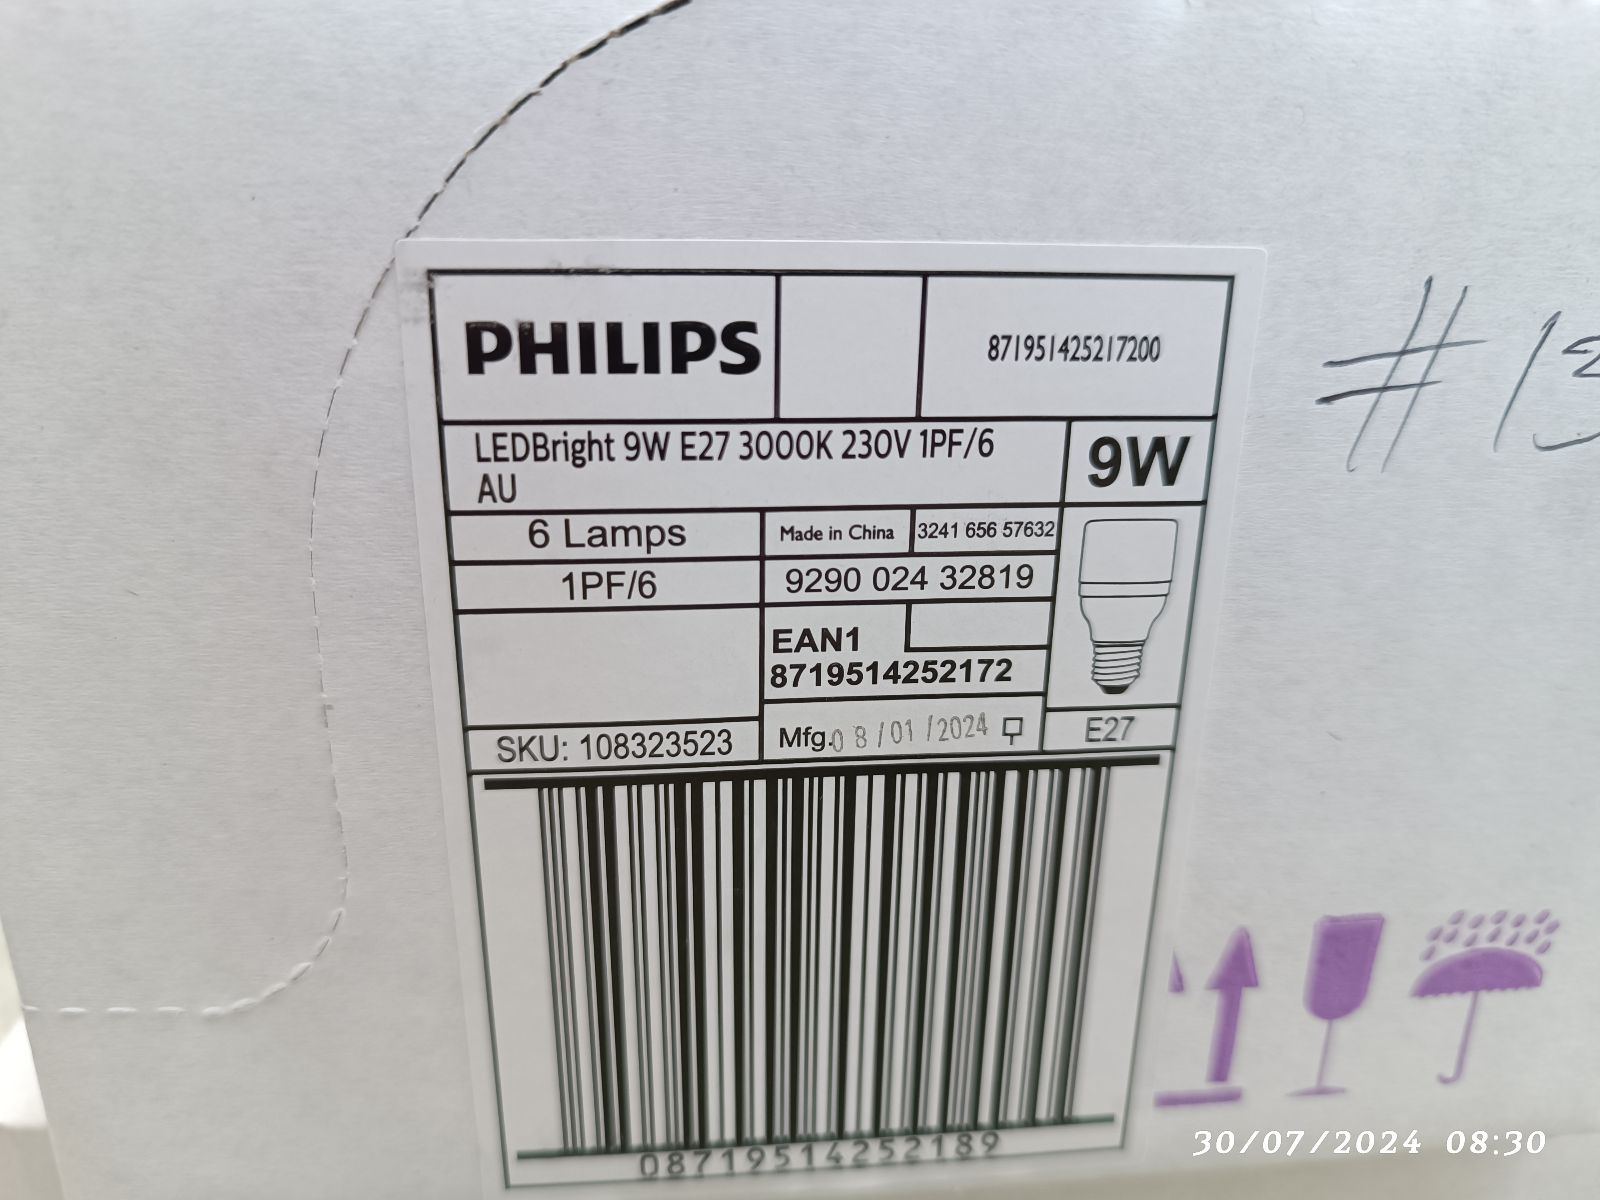 PHILIPS
871951425217200
LEDBright 9W E27 3000K 230V 1PF/6
AU
9W
6 Lamps
Made in China
3241 656 57632
1PF/6
9290 024 32819
EAN1
8719514252172
SKU: 108323523
Mfg.08/01/2024
E27
08719514252189
# 13
30/07/2024 08:30